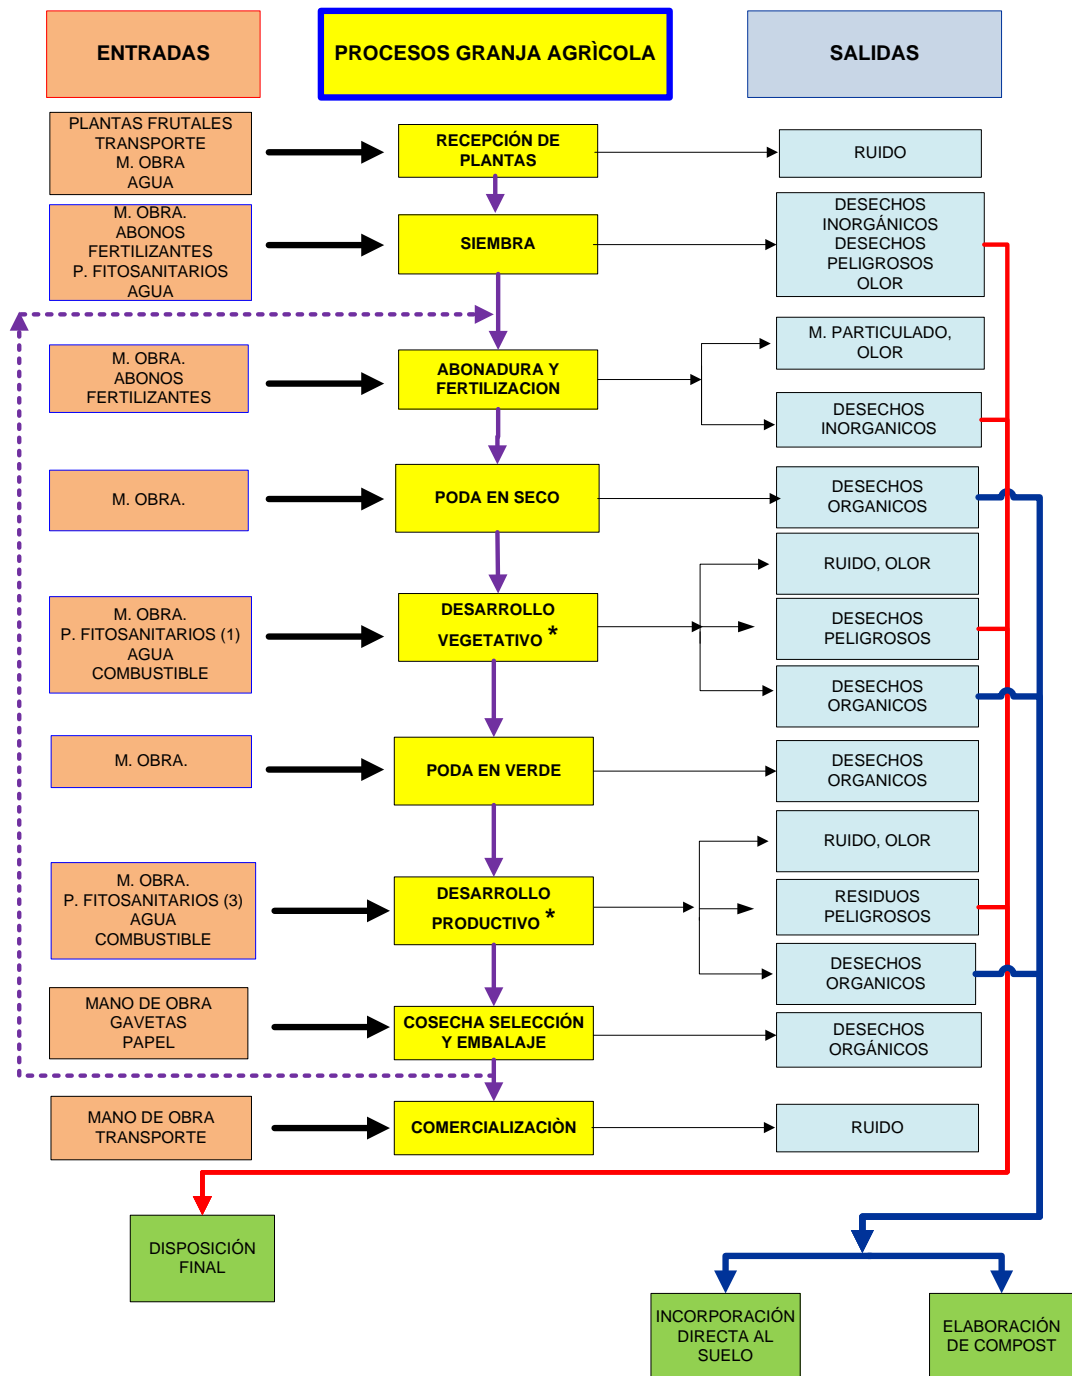 ENTRADAS
PROCESOS GRANJA AGRÌCOLA
SALIDAS
PLANTAS FRUTALES
TRANSPORTE
M. OBRA
AGUA
RECEPCIÓN DE
PLANTAS
RUIDO
M. OBRA.
ABONOS
FERTILIZANTES
P. FITOSANITARIOS
AGUA
SIEMBRA
DESECHOS
INORGÁNICOS
DESECHOS
PELIGROSOS
OLOR
M. OBRA.
ABONOS
FERTILIZANTES
ABONADURA Y
FERTILIZACION
M. PARTICULADO,
OLOR
DESECHOS
INORGANICOS
M. OBRA.
PODA EN SECO
DESECHOS
ORGANICOS
M. OBRA.
P. FITOSANITARIOS (1)
AGUA
COMBUSTIBLE
DESARROLLO
VEGETATIVO *
RUIDO, OLOR
DESECHOS
PELIGROSOS
DESECHOS
ORGANICOS
M. OBRA.
PODA EN VERDE
DESECHOS
ORGANICOS
M. OBRA.
P. FITOSANITARIOS (3)
AGUA
COMBUSTIBLE
DESARROLLO
PRODUCTIVO *
RUIDO, OLOR
RESIDUOS
PELIGROSOS
DESECHOS
ORGANICOS
MANO DE OBRA
GAVETAS
PAPEL
COSECHA SELECCIÓN
Y EMBALAJE
DESECHOS
ORGÁNICOS
MANO DE OBRA
TRANSPORTE
COMERCIALIZACIÒN
RUIDO
DISPOSICIÓN
FINAL
INCORPORACIÓN
DIRECTA AL
SUELO
ELABORACIÓN
DE COMPOST